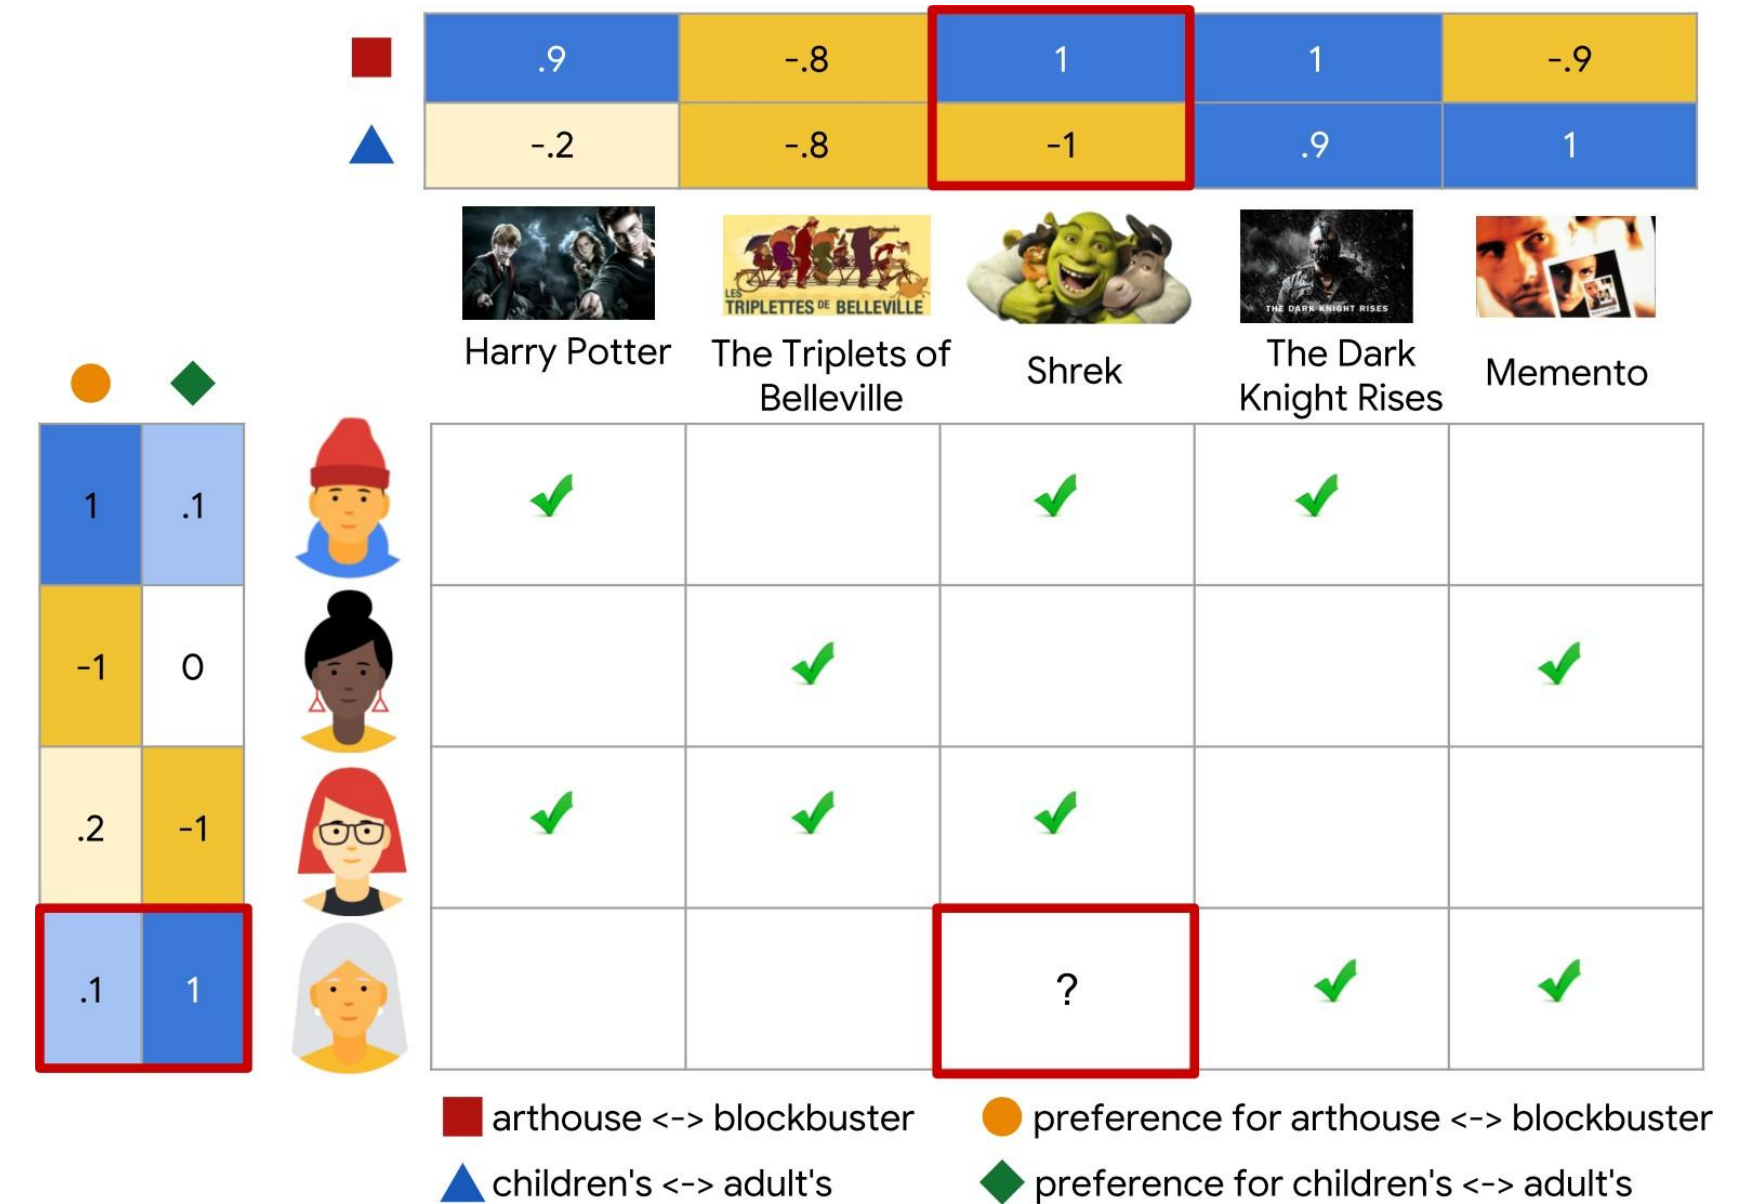 .9 -.8 1 1 -.9
-.2 -.8 -1 .9 1
LES
TRIPLETTES DE BELLEVILLE
THE DARK KNIGHT RISES
Harry Potter
The Triplets of
Belleville
Shrek
The Dark
Knight Rises
Memento
1 .1
-1 0
.2 -1
.1 1
?
arthouse <-> blockbuster
preference for arthouse <-> blockbuster
children's <-> adult's
preference for children's <-> adult's